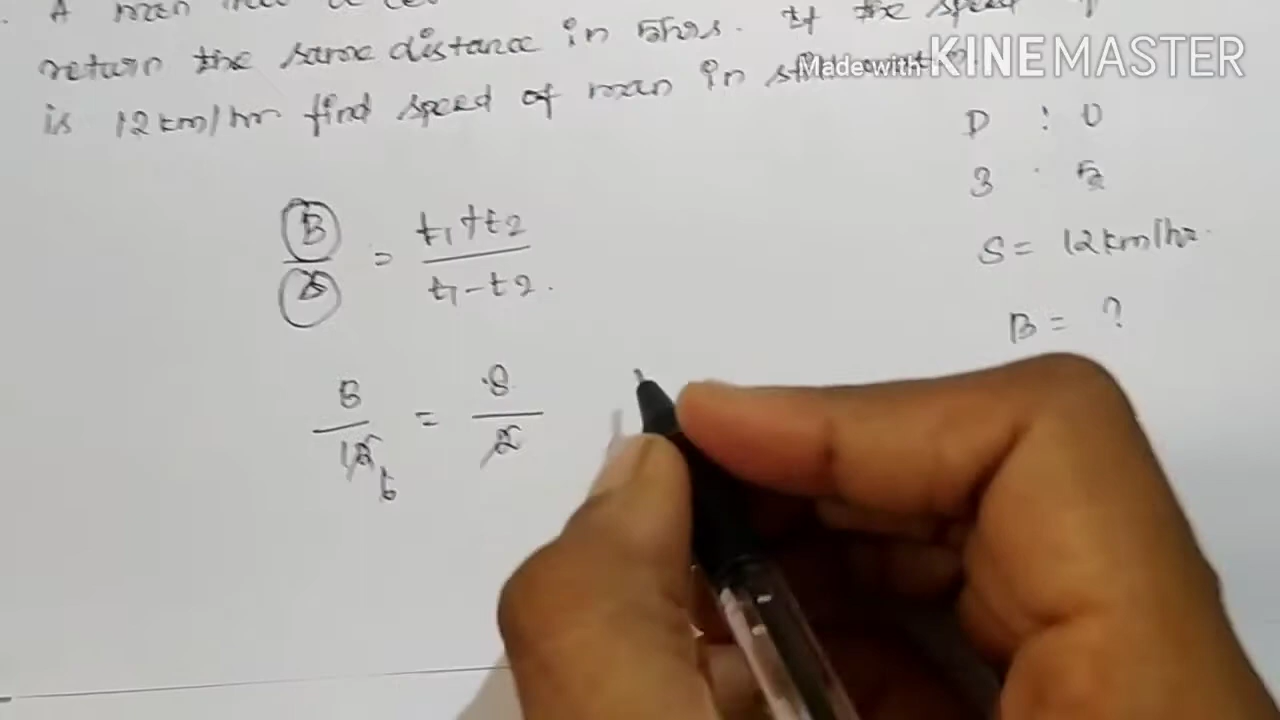 A man
return the same distance in 5hrs. If the speed
is 12km/hr find speed of man in
Made with KINEMASTER
D : U
3 : 5
S = 12km/hr.
B = ?
B/S = t1+t2/t1-t2.
B/12 = 8/2
6